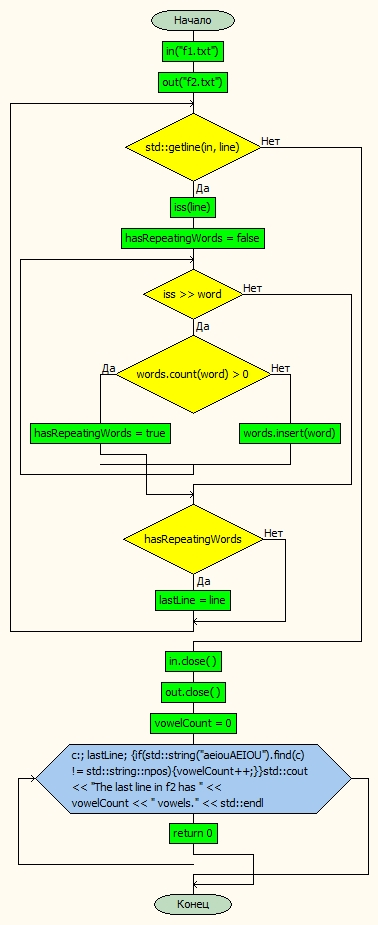 Начало
in("f1.txt")
out("f2.txt")
std::getline(in, line)
Нет
Да
iss(line)
hasRepeatingWords = false
iss >> word
Нет
Да
words.count(word) > 0
Да
Нет
hasRepeatingWords = true
words.insert(word)
hasRepeatingWords
Нет
Да
lastLine = line
in.close()
out.close()
vowelCount = 0
c:; lastLine; {if(std::string("aeiouAEIOU").find(c)
!= std::string::npos){vowelCount++;}}std::cout
<< "The last line in f2 has " <<
vowelCount << " vowels." << std::endl
return 0
Конец